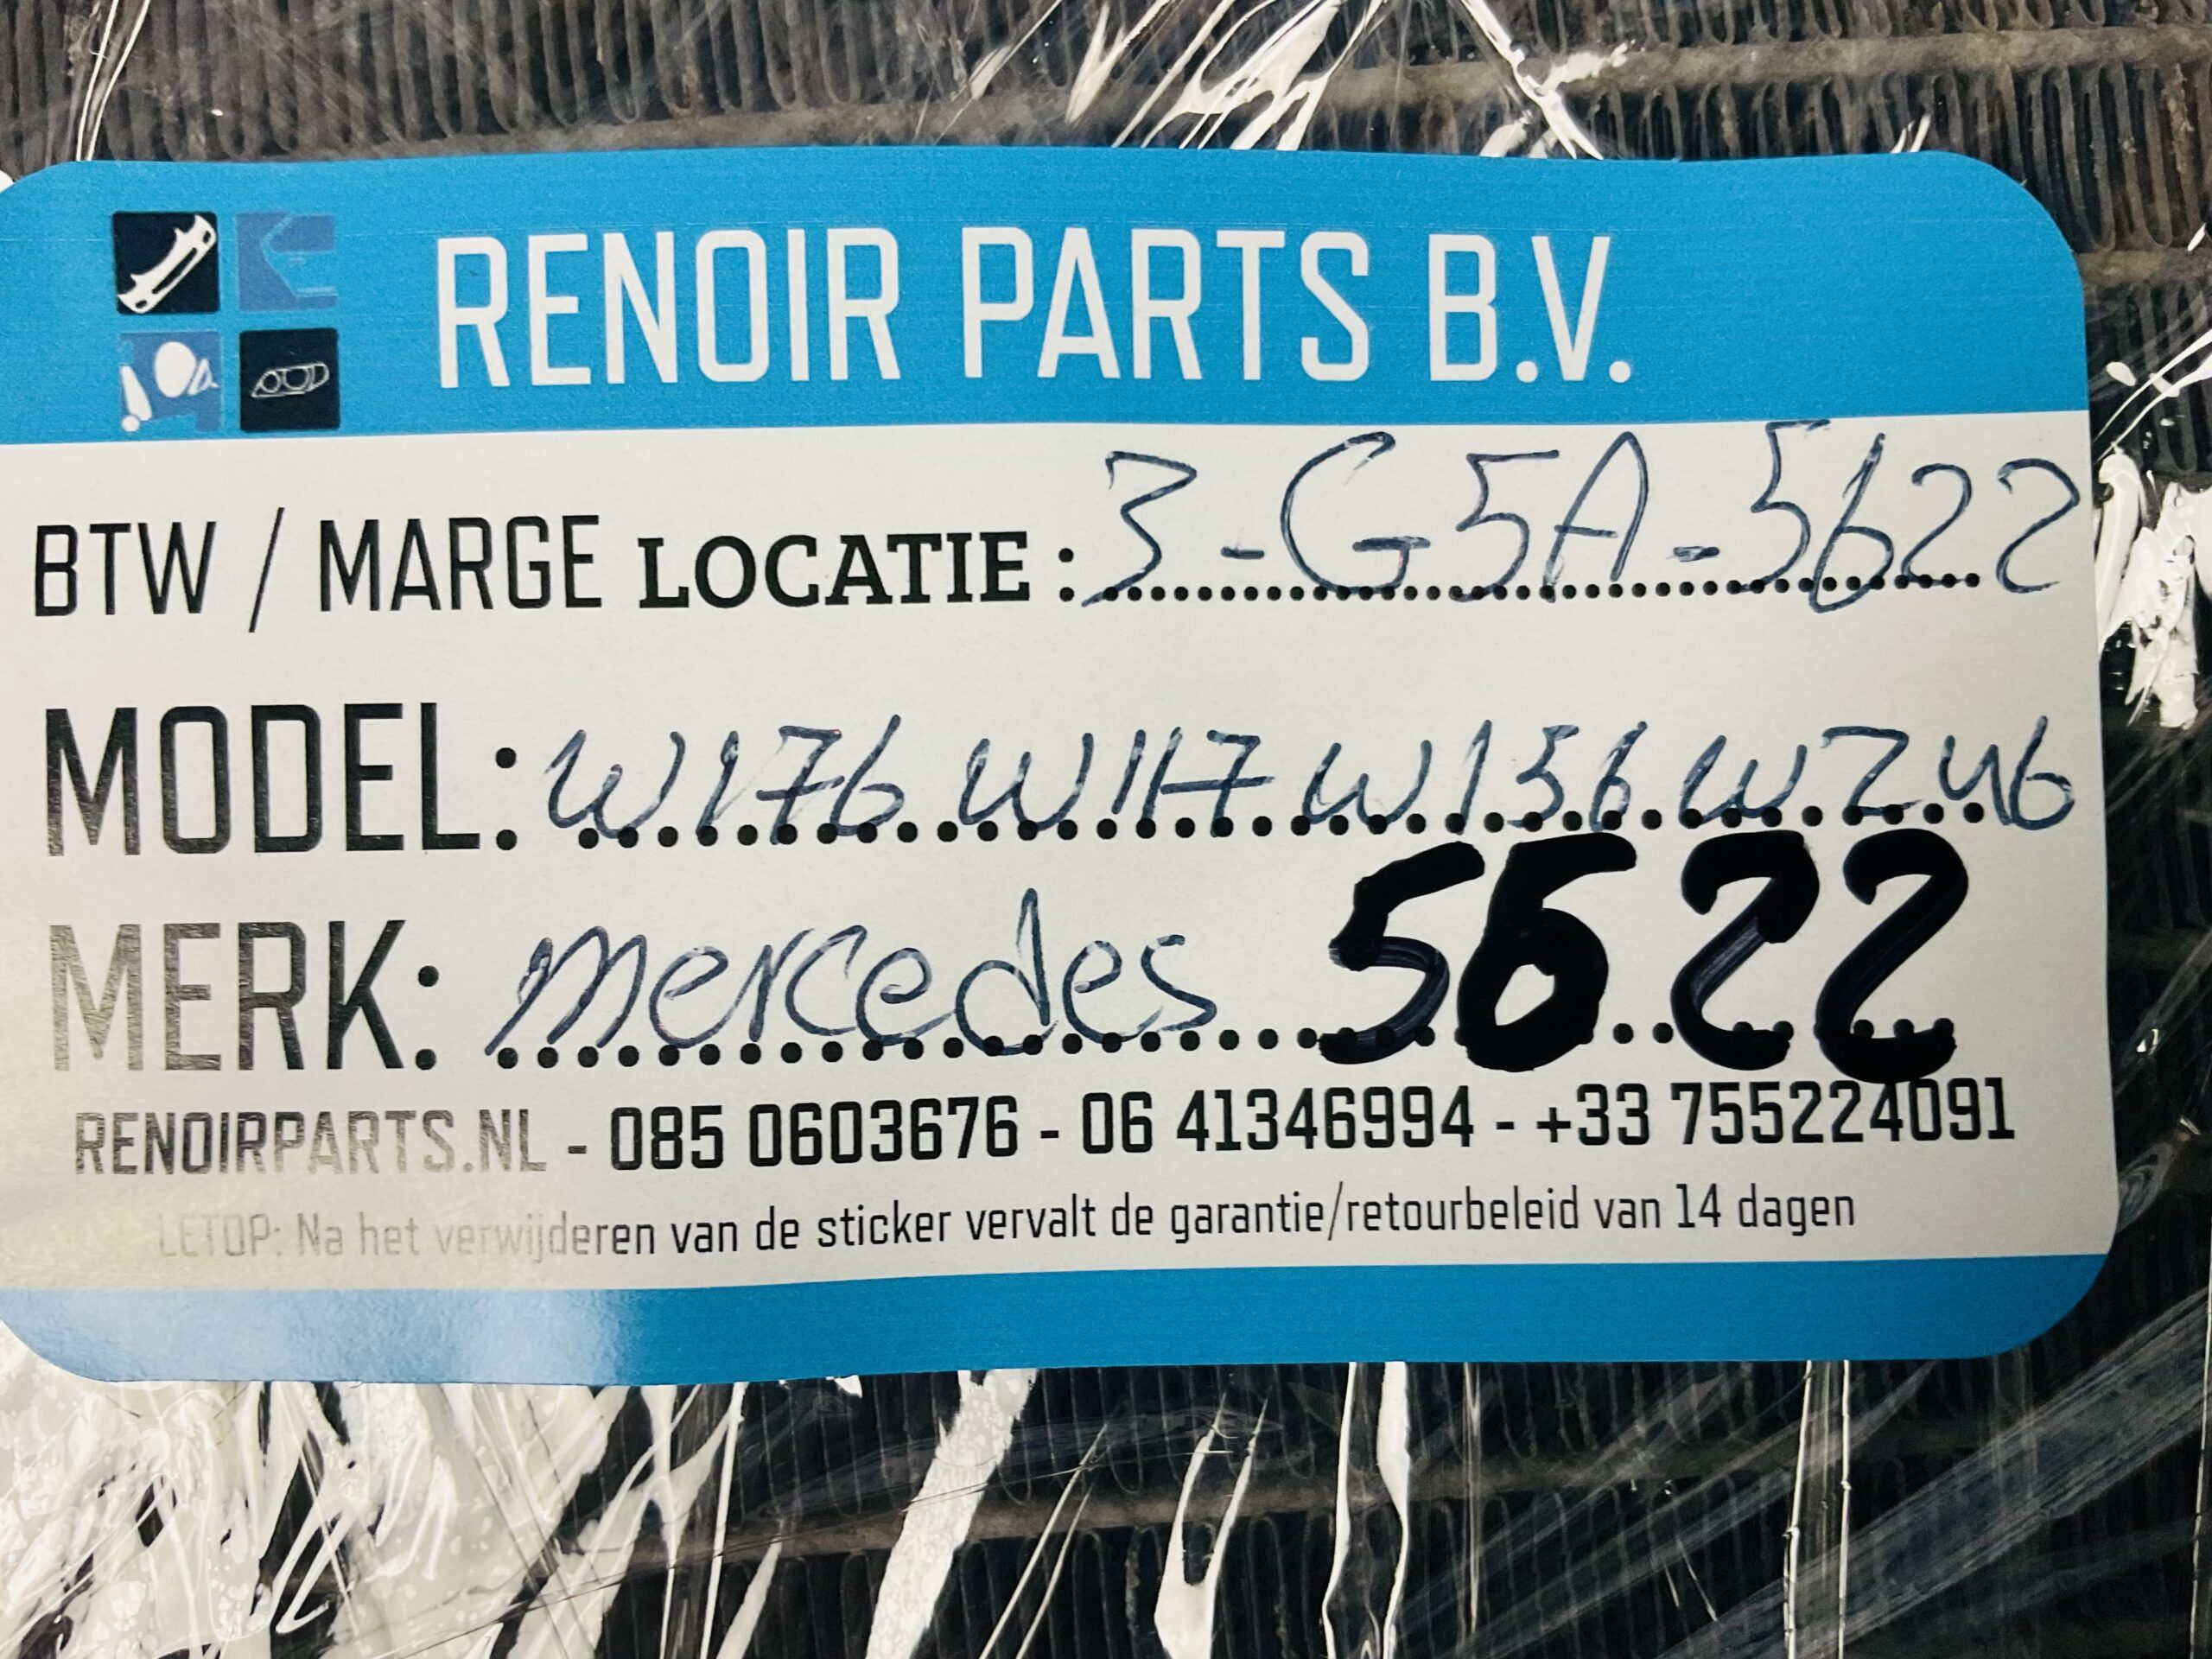 RENOIR PARTS B.V.
BTW / MARGE LOCATIE : 3-G5A-5622
MODEL: W176 W117 W156 W246
MERK: mercedes 5622
RENOIRPARTS.NL - 085 0603676 - 06 41346994 - +33 755224091
LETOP: Na het verwijderen van de sticker vervalt de garantie/retourbeleid van 14 dagen